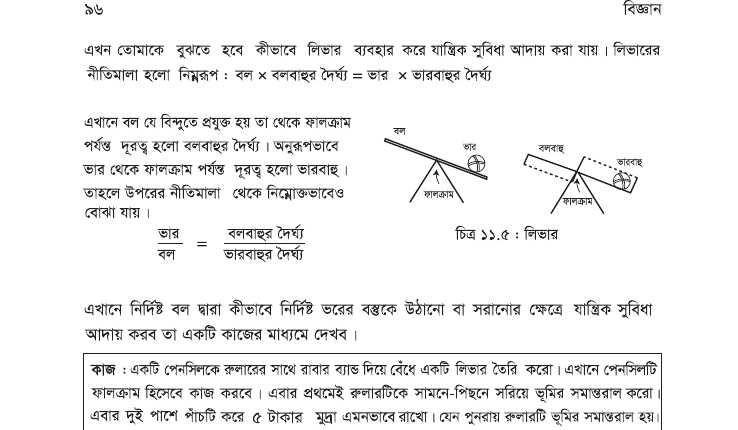 ৯৬ বিজ্ঞান
এখন তোমাকে বুঝতে হবে কীভাবে লিভার ব্যবহার করে যান্ত্রিক সুবিধা আদায় করা যায়। লিভারের
নীতিমালা হলো নিম্নরূপ : বল × বলবাহুর দৈর্ঘ্য = ভার × ভারবাহুর দৈর্ঘ্য
এখানে বল যে বিন্দুতে প্রযুক্ত হয় তা থেকে ফালক্রাম
পর্যন্ত দূরত্ব হলো বলবাহুর দৈর্ঘ্য। অনুরূপভাবে
ভার থেকে ফালক্রাম পর্যন্ত দূরত্ব হলো ভারবাহু।
তাহলে উপরের নীতিমালা থেকে নিম্নোক্তভাবেও
বোঝা যায়।
ভার বলবাহুর দৈর্ঘ্য
=
বল ভারবাহুর দৈর্ঘ্য
বল
ভার
ফালক্রাম
বলবাহু
ভারবাহু
ফালক্রাম
চিত্র ১১.৫ : লিভার
এখানে নির্দিষ্ট বল দ্বারা কীভাবে নির্দিষ্ট ভরের বস্তুকে উঠানো বা সরানোর ক্ষেত্রে যান্ত্রিক সুবিধা
আদায় করব তা একটি কাজের মাধ্যমে দেখব।
কাজ : একটি পেনসিলকে রুলারের সাথে রাবার ব্যান্ড দিয়ে বেঁধে একটি লিভার তৈরি করো। এখানে পেনসিলটি
ফালক্রাম হিসেবে কাজ করবে। এবার প্রথমেই রুলারটিকে সামনে-পিছনে সরিয়ে ভূমির সমান্তরাল করো।
এবার দুই পাশে পাঁচটি করে ৫ টাকার মুদ্রা এমনভাবে রাখো। যেন পুনরায় রুলারটি ভূমির সমান্তরাল হয়।